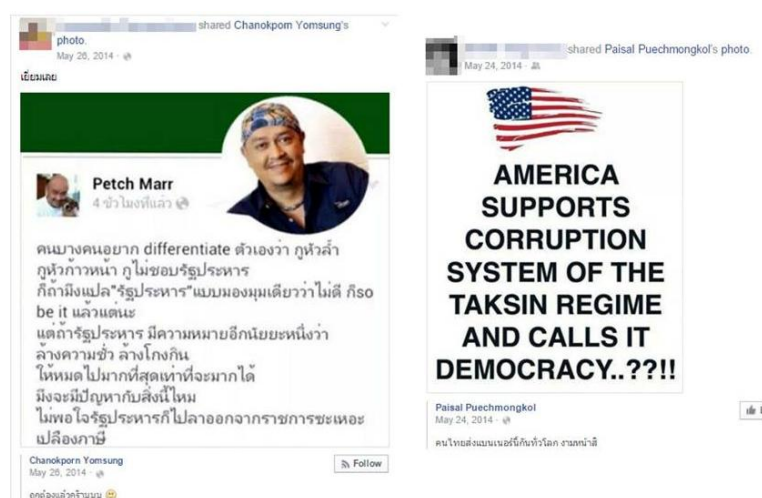 shared Chanokporn Yomsung's
photo.
May 26, 2014
เยี่ยมเลย
Petch Marr
4 ชั่วโมงที่แล้ว
คนบางคนอยาก differentiate ตัวเองว่า กูหัวล้ำ
กูหัวก้าวหน้า กูไม่ชอบรัฐประหาร
ก็ถ้ามึงแปล"รัฐประหาร"แบบมองมุมเดียวว่าไม่ดี ก็so
be it แล้วแต่นะ
แต่ถ้ารัฐประหาร มีความหมายอีกนัยยะหนึ่งว่า
ล้างความชั่ว ล้างโกงกิน
ให้หมดไปมากที่สุดเท่าที่จะมากได้
มึงจะมีปัญหากับสิ่งนี้ไหม
ไม่พอใจรัฐประหารก็ไปลาออกจากราชการซะเหอะ
เปลืองภาษี
Chanokporn Yomsung
May 26, 2014
Follow
ถูกต้องแล้วคร้าบบบ
shared Paisal Puechmongkol's photo.
May 24, 2014
AMERICA
SUPPORTS
CORRUPTION
SYSTEM OF THE
TAKSIN REGIME
AND CALLS IT
DEMOCRACY..??!!
Paisal Puechmongkol
May 24, 2014
คนไทยส่งแบนเนอร์นี้กันทั่วโลก งามหน้าสิ